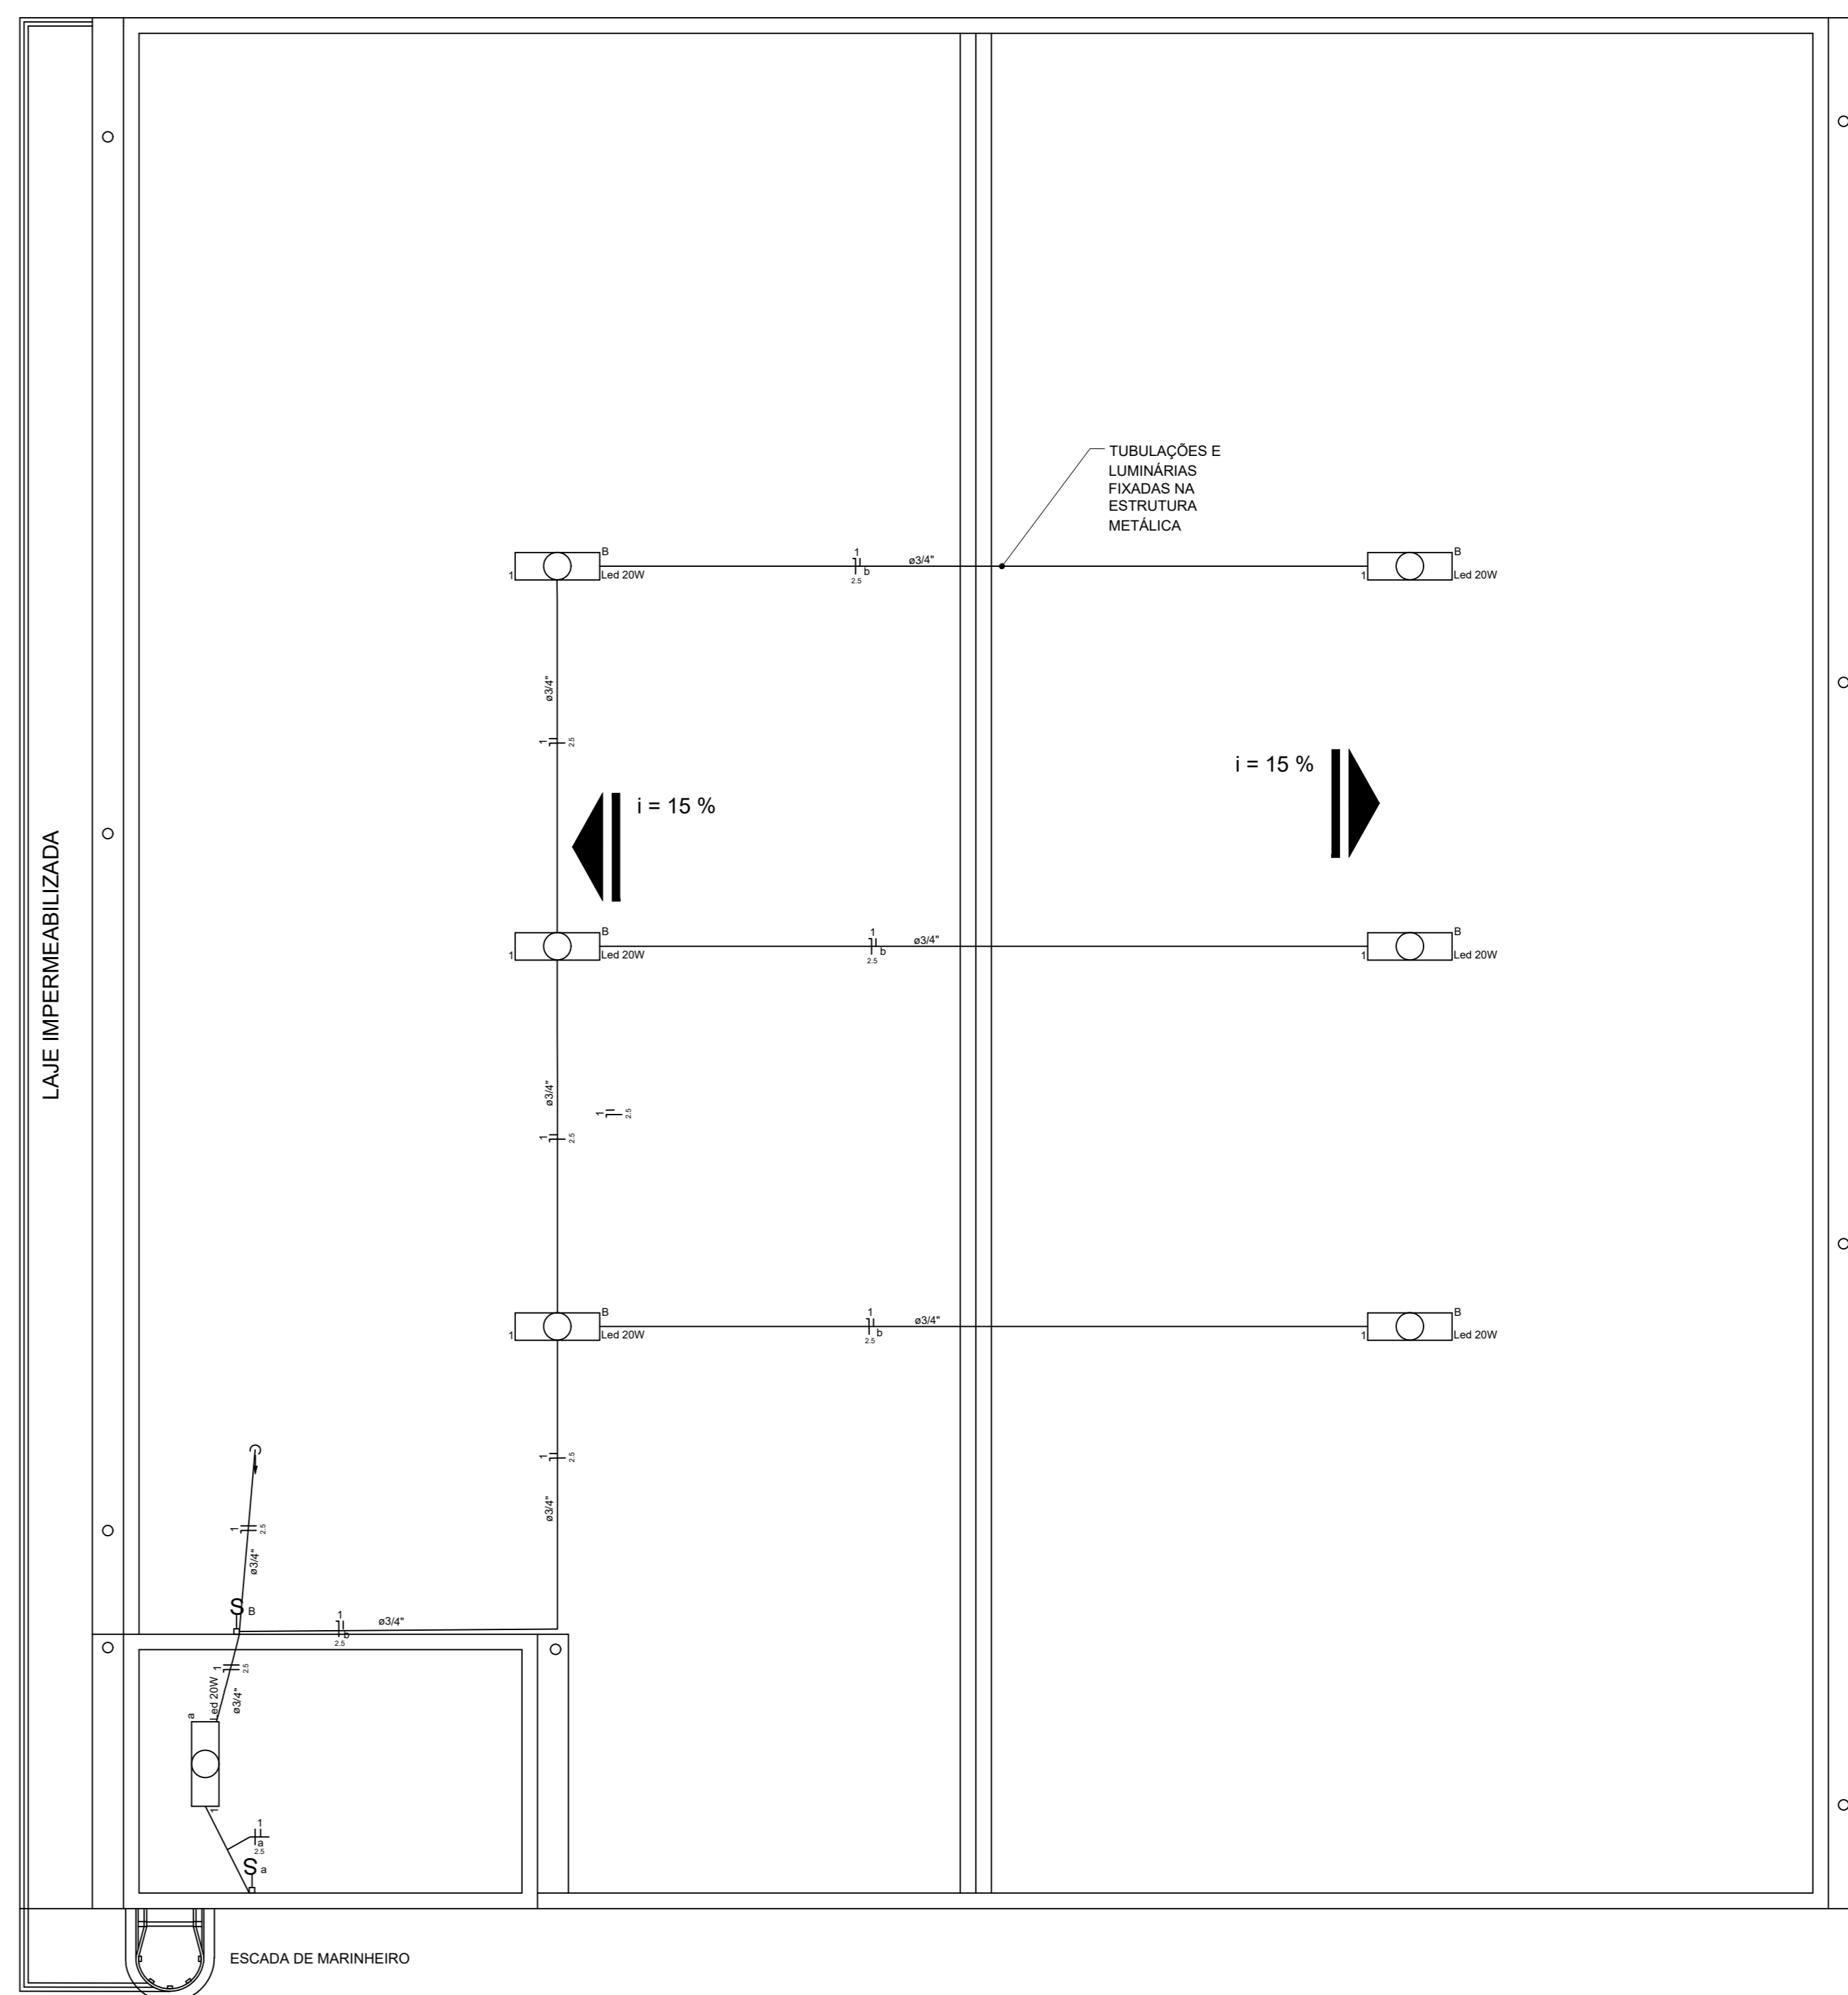 TUBULAÇÕES E
LUMINÁRIAS
FIXADAS NA
ESTRUTURA
METÁLICA
B
1
Led 20W
1
b
2.5
ø3/4"
B
1
Led 20W
ø3/4"
1
2.5
i = 15 %
i = 15 %
LAJE IMPERMEABILIZADA
B
1
Led 20W
1
b
2.5
ø3/4"
B
1
Led 20W
ø3/4"
1
2.5
1
2.5
B
1
Led 20W
1
b
2.5
ø3/4"
B
1
Led 20W
1
2.5
ø3/4"
1
2.5
ø3/4"
S B
1
b
2.5
ø3/4"
1
2.5
ø3/4"
Led 20W
a
1
1
a
2.5
S a
ESCADA DE MARINHEIRO